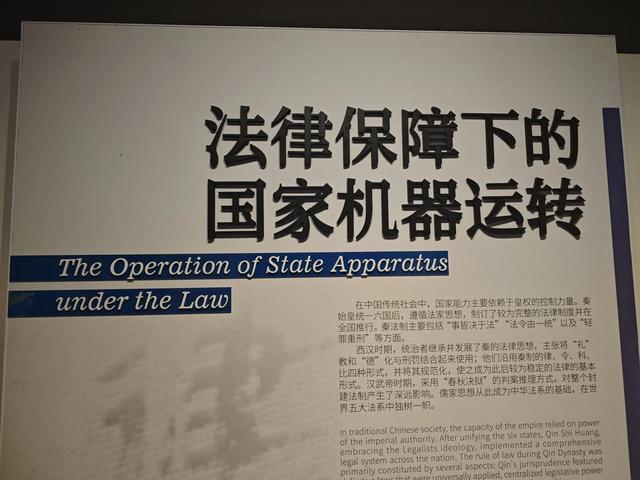 法律保障下的
国家机器运转
The Operation of State Apparatus
under the Law
在中国传统社会中，国家能力主要依赖于皇权的控制力量。秦
始皇统一六国后，遵循法家思想，制订了较为完整的法律制度并在
全国推行。秦法制主要包括“事皆决于法”“法令由一统”以及“轻
罪重刑”等方面。
西汉时期，统治者继承并发展了秦的法律思想，主张将“礼”
教和“德”化与刑罚结合起来使用；他们沿用秦制的律、令、科、
比四种形式，并将其规范化，使之成为此后较为稳定的法律的基本
形式。汉武帝时期，采用“春秋决狱”的判案推理方式，对整个封
建法制产生了深远影响。儒家思想从此成为中华法系的基础，在世
界五大法系中独树一帜。
In traditional Chinese society, the capacity of the empire relied on power
of the imperial authority. After unifying the six states, Qin Shi Huang,
embracing the Legalists ideology, implemented a comprehensive
legal system across the nation. The rule of law during Qin Dynasty was
primarily constituted by several aspects: Qin's jurisprudence featured
definitive laws that were universally applied, centralized legislative power